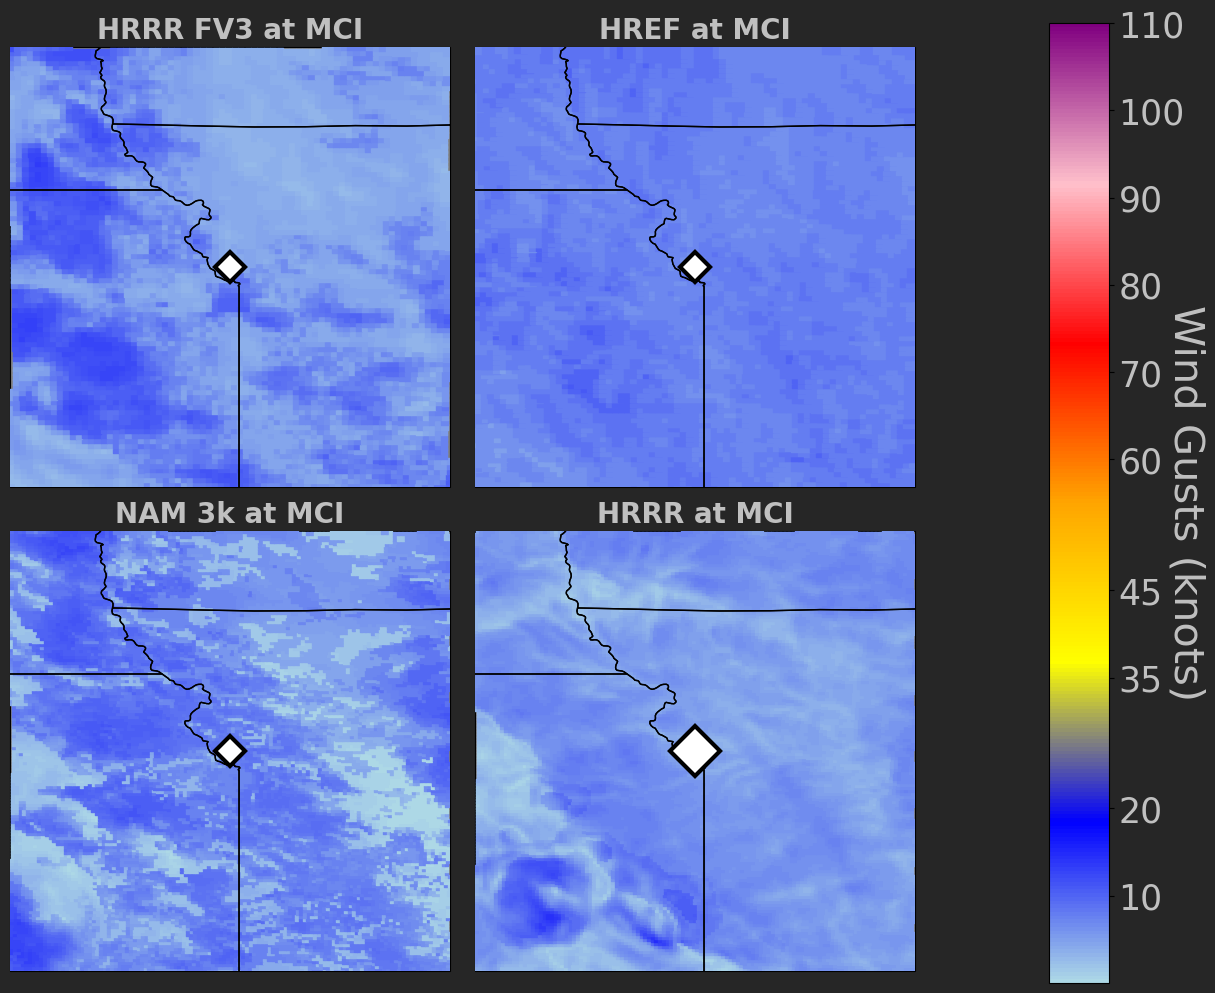 HRRR FV3 at MCI
HREF at MCI
NAM 3k at MCI
HRRR at MCI
110
100
90
80
70
60
45
35
20
10
Wind Gusts (knots)